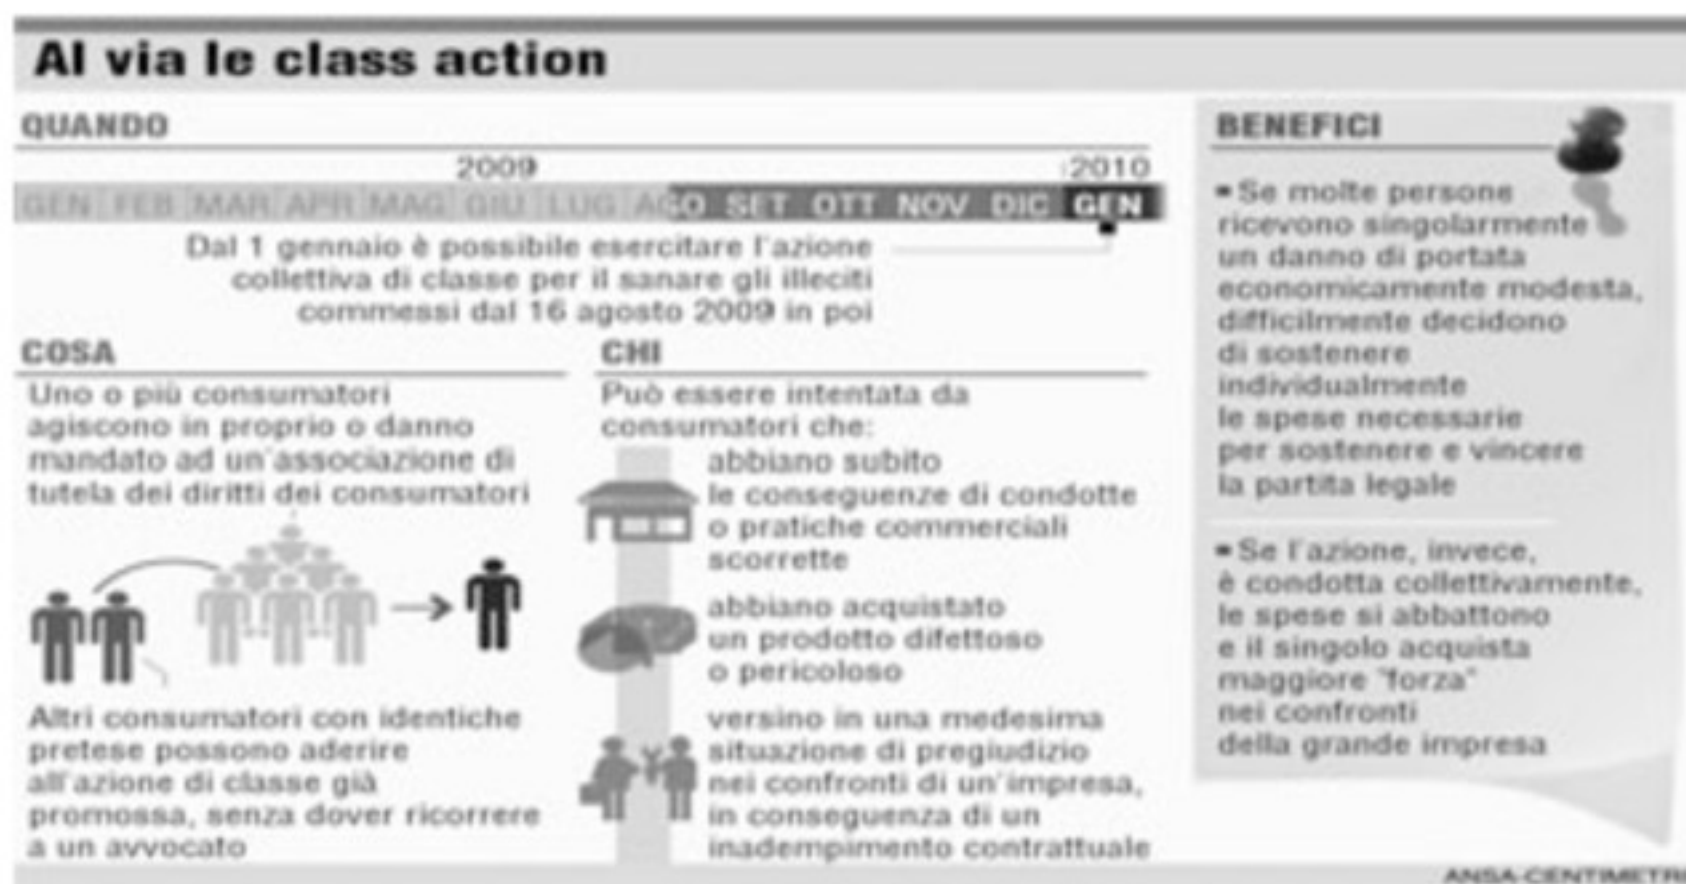 Al via le class action
QUANDO
2009
2010
GEN FEB MAR APR MAG GIU LUG AGO SET OTT NOV DIC GEN
Dal 1 gennaio è possibile esercitare l'azione
collettiva di classe per il sanare gli illeciti
commessi dal 16 agosto 2009 in poi
COSA
Uno o più consumatori
agiscono in proprio o danno
mandato ad un'associazione di
tutela dei diritti dei consumatori
Altri consumatori con identiche
pretese possono aderire
all'azione di classe già
promossa, senza dover ricorrere
a un avvocato
CHI
Può essere intentata da
consumatori che:
abbiano subito
le conseguenze di condotte
o pratiche commerciali
scorrette
abbiano acquistato
un prodotto difettoso
o pericoloso
versino in una medesima
situazione di pregiudizio
nei confronti di un'impresa,
in conseguenza di un
inadempimento contrattuale
BENEFICI
Se molte persone
ricevono singolarmente
un danno di portata
economicamente modesta,
difficilmente decidono
di sostenere
individualmente
le spese necessarie
per sostenere e vincere
la partita legale
Se l'azione, invece,
è condotta collettivamente,
le spese si abbattono
e il singolo acquista
maggiore "forza"
nei confronti
della grande impresa
ANSA-CENTIMETRI